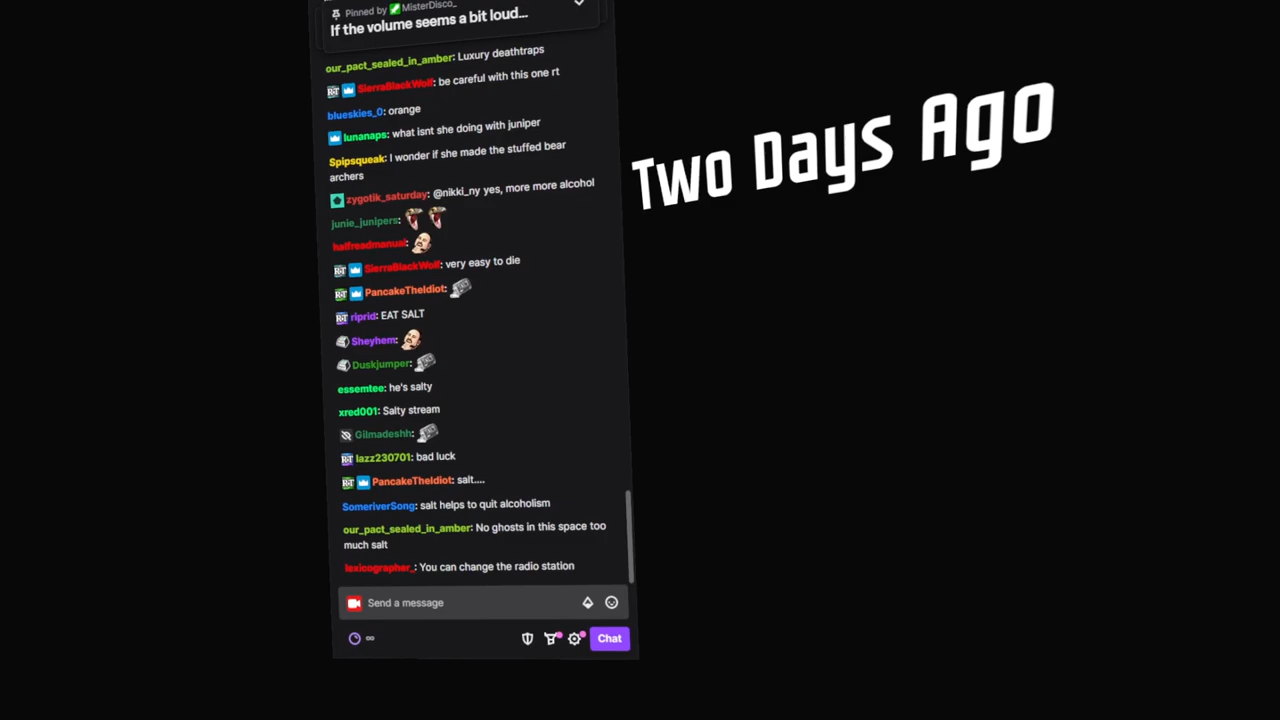 Pinned by MisterDisco_
If the volume seems a bit loud...
our_pact_sealed_in_amber: Luxury deathtraps
SierraBlackWolf: be careful with this one rt
blueskies_0: orange
lunanaps: what isnt she doing with juniper
Spipsqueak: I wonder if she made the stuffed bear
archers
zygotik_saturday: @nikki_ny yes, more more alcohol
junie_junipers:
halfreadmanual:
SierraBlackWolf: very easy to die
PancakeTheIdiot:
riprid: EAT SALT
Sheyhem:
Duskjumper:
essemtee: he's salty
xred001: Salty stream
Gilmadeshh:
lazz230701: bad luck
PancakeTheIdiot: salt....
SomeriverSong: salt helps to quit alcoholism
our_pact_sealed_in_amber: No ghosts in this space too
much salt
lexicographer_: You can change the radio station
Send a message
∞
Chat
Two Days Ago